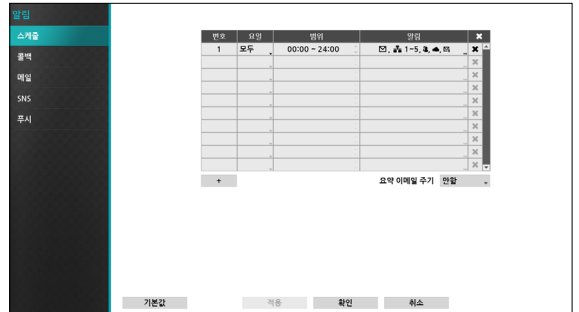 알림
스케줄
콜백
메일
SNS
푸시
번호 요일 범위 알림 ✖
1 모두 00:00 ~ 24:00 1~5, ✖
+ 요약 이메일 주기 안함
기본값 적용 확인 취소